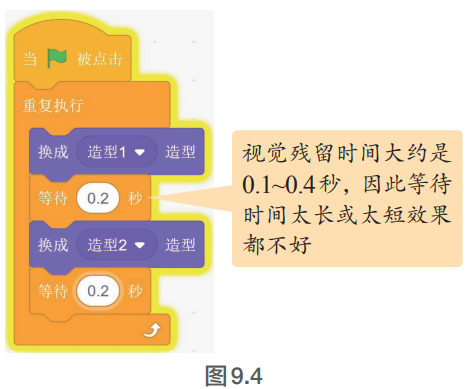 当 被点击
重复执行
换成 造型1 造型
等待 0.2 秒
换成 造型2 造型
等待 0.2 秒
视觉残留时间大约是
0.1~0.4秒，因此等待
时间太长或太短效果
都不好
图9.4